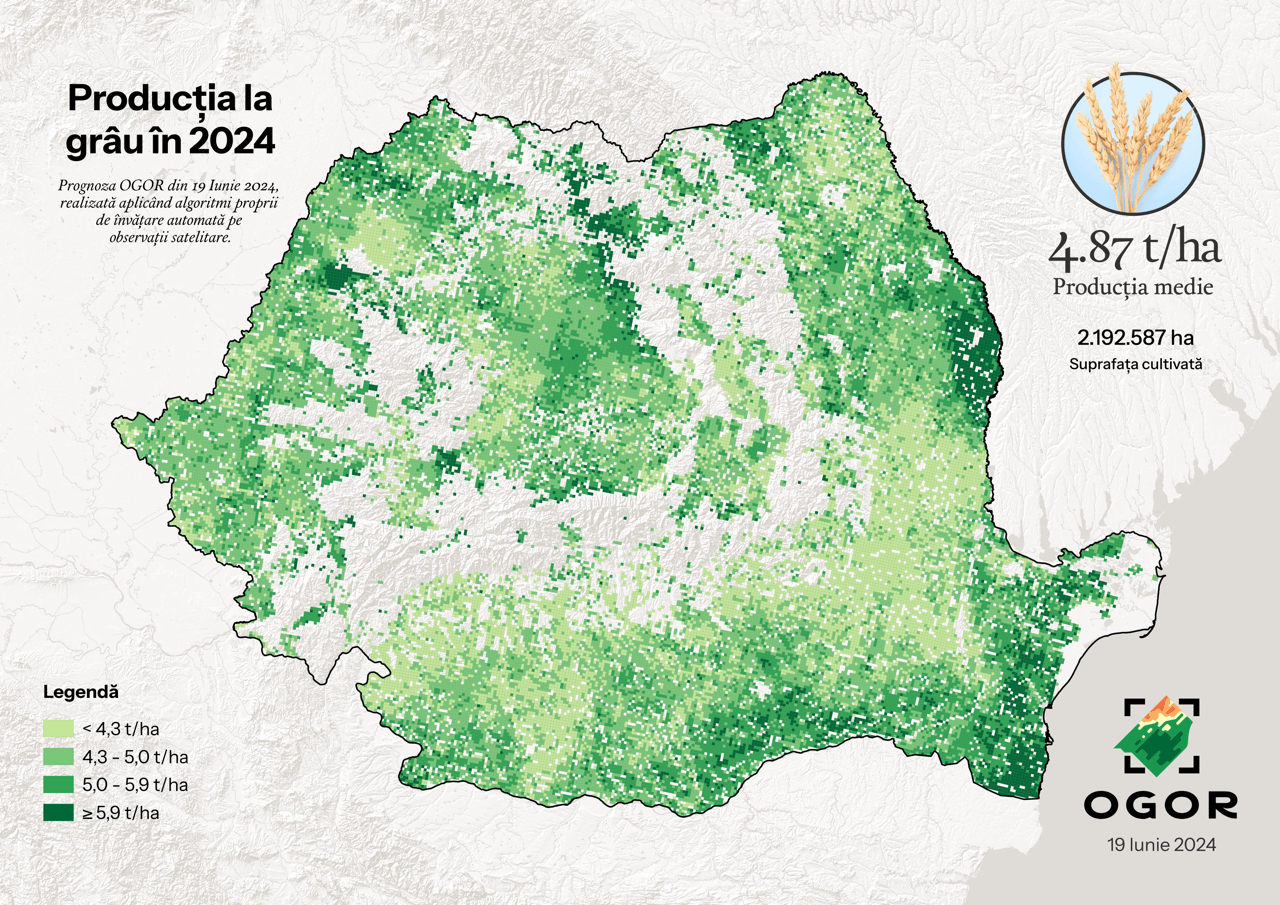 Producția la
grâu în 2024
Prognoza OGOR din 19 Iunie 2024,
realizată aplicând algoritmi proprii
de învățare automată pe
observații satelitare.
4.87 t/ha
Producția medie
2.192.587 ha
Suprafața cultivată
Legendă
< 4,3 t/ha
4,3 - 5,0 t/ha
5,0 - 5,9 t/ha
≥ 5,9 t/ha
OGOR
19 Iunie 2024